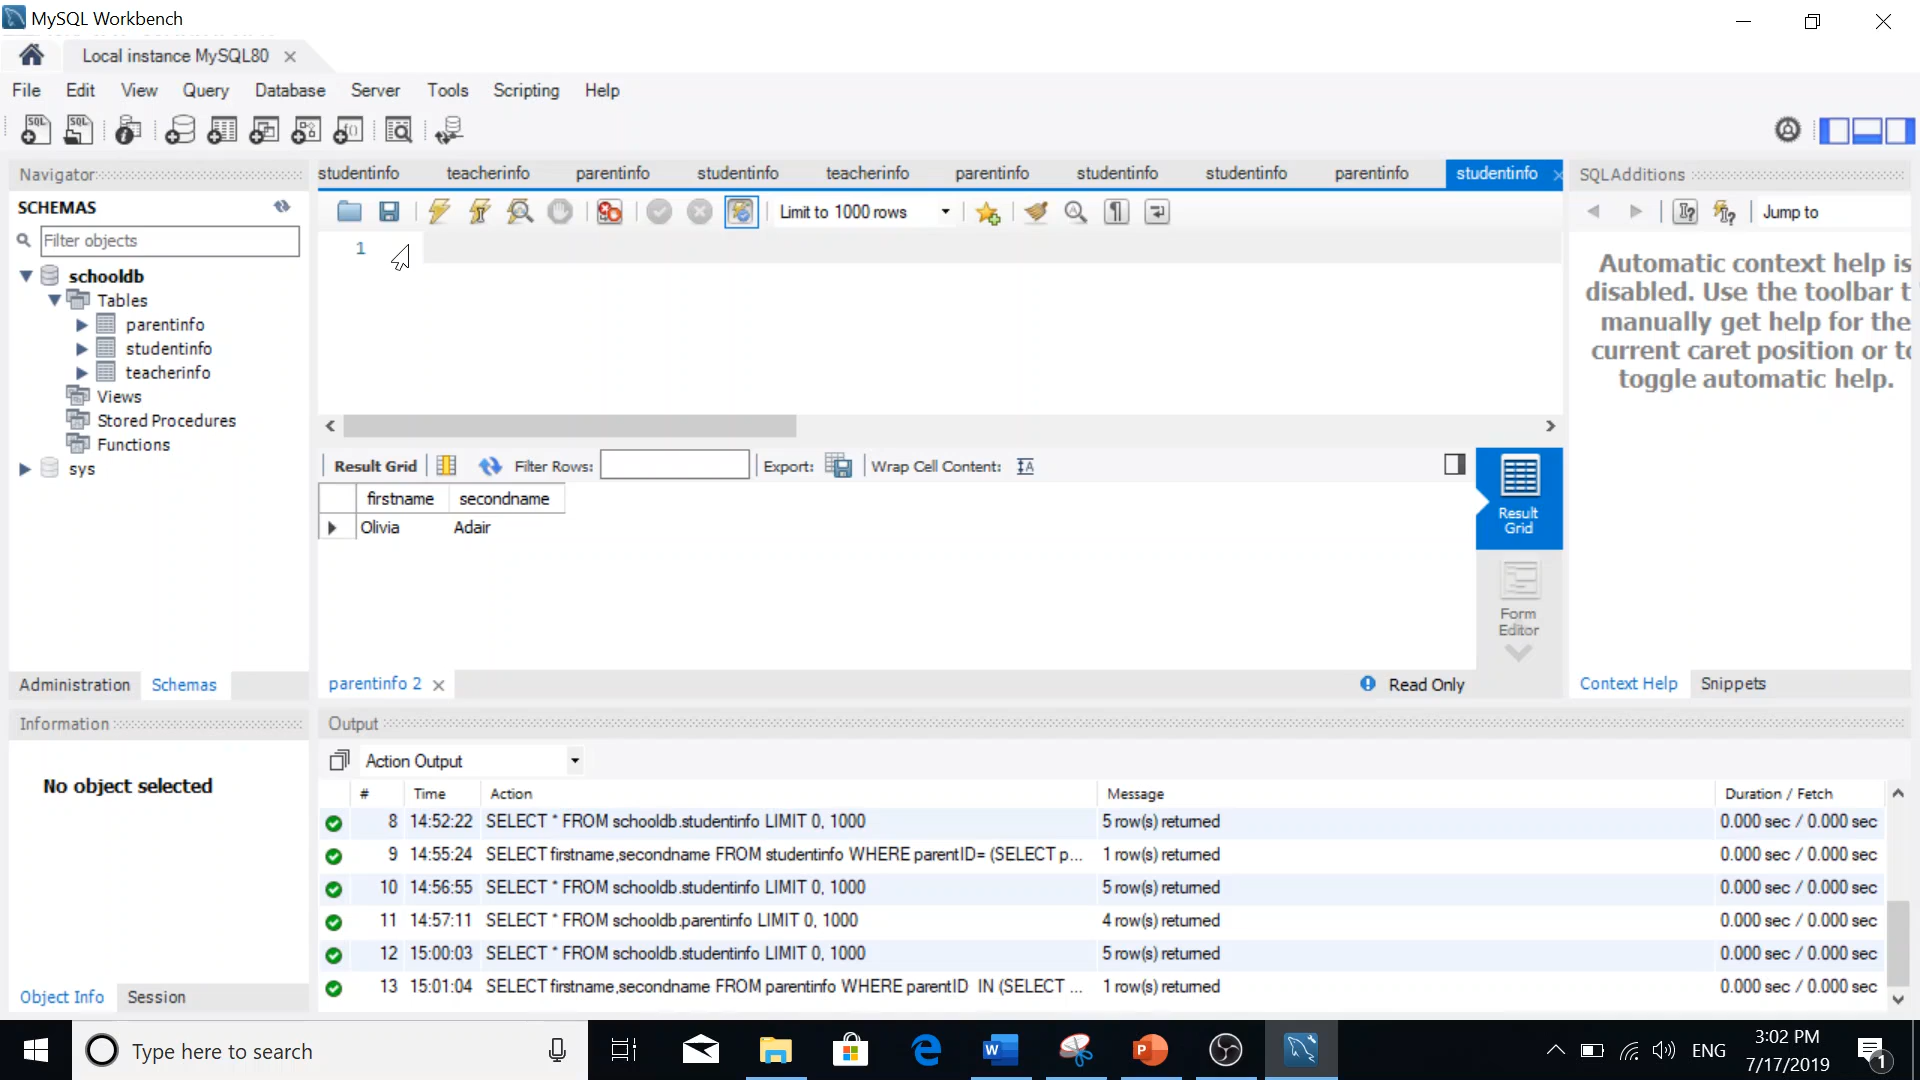 MySQL Workbench
Local instance MySQL80
File Edit View Query Database Server Tools Scripting Help
Navigator
SCHEMAS
Filter objects
schooldb
Tables
parentinfo
studentinfo
teacherinfo
Views
Stored Procedures
Functions
sys
Administration Schemas
Information
No object selected
Object Info Session
studentinfo teacherinfo parentinfo studentinfo teacherinfo parentinfo studentinfo studentinfo parentinfo studentinfo
Limit to 1000 rows
1
Result Grid Filter Rows: Export: Wrap Cell Content:
firstname secondname
Olivia Adair
Result
Grid
Form
Editor
parentinfo 2 Read Only
SQLAdditions
Jump to
Automatic context help is
disabled. Use the toolbar t
manually get help for the
current caret position or to
toggle automatic help.
Context Help Snippets
Output
Action Output
# Time Action Message Duration / Fetch
8 14:52:22 SELECT * FROM schooldb.studentinfo LIMIT 0, 1000 5 row(s) returned 0.000 sec / 0.000 sec
9 14:55:24 SELECT firstname,secondname FROM studentinfo WHERE parentID= (SELECT p... 1 row(s) returned 0.000 sec / 0.000 sec
10 14:56:55 SELECT * FROM schooldb.studentinfo LIMIT 0, 1000 5 row(s) returned 0.000 sec / 0.000 sec
11 14:57:11 SELECT * FROM schooldb.parentinfo LIMIT 0, 1000 4 row(s) returned 0.000 sec / 0.000 sec
12 15:00:03 SELECT * FROM schooldb.studentinfo LIMIT 0, 1000 5 row(s) returned 0.000 sec / 0.000 sec
13 15:01:04 SELECT firstname,secondname FROM parentinfo WHERE parentID IN (SELECT ... 1 row(s) returned 0.000 sec / 0.000 sec
Type here to search
ENG
3:02 PM
7/17/2019
1